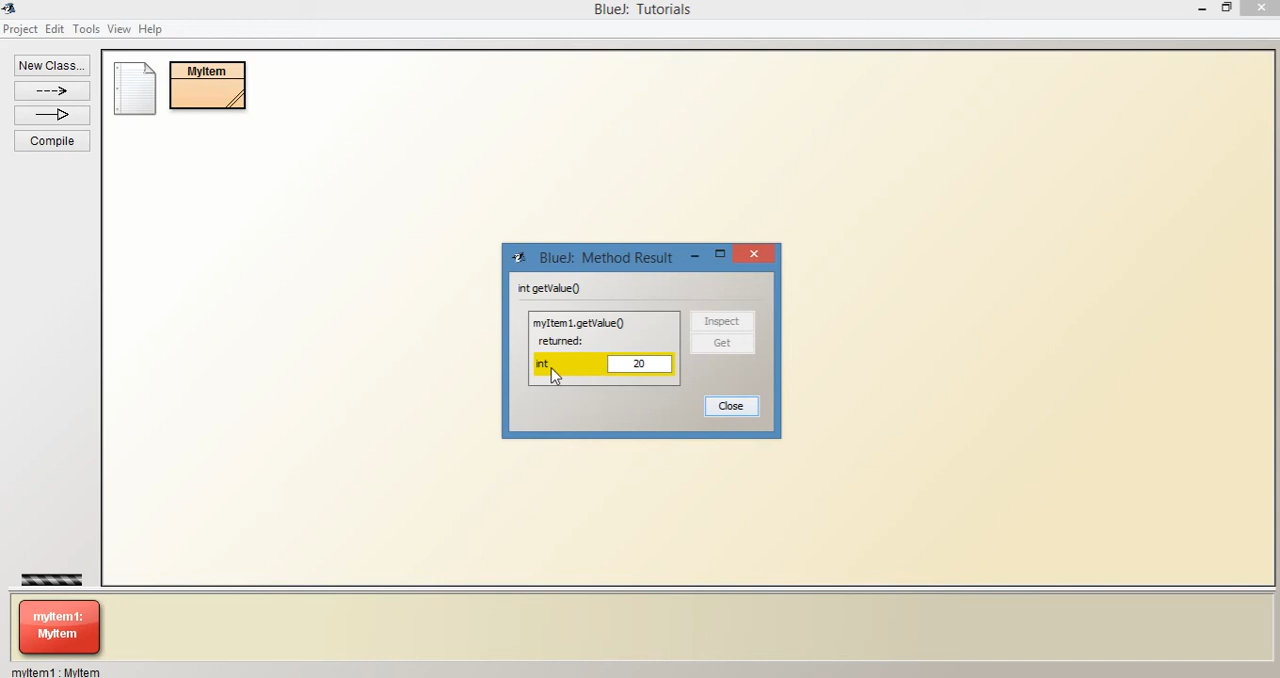 BlueJ: Tutorials
Project Edit Tools View Help
New Class...
Compile
MyItem
BlueJ: Method Result
int getValue()
myItem1.getValue()
returned:
int 20
Inspect
Get
Close
myItem1:
MyItem
myItem1 : MyItem